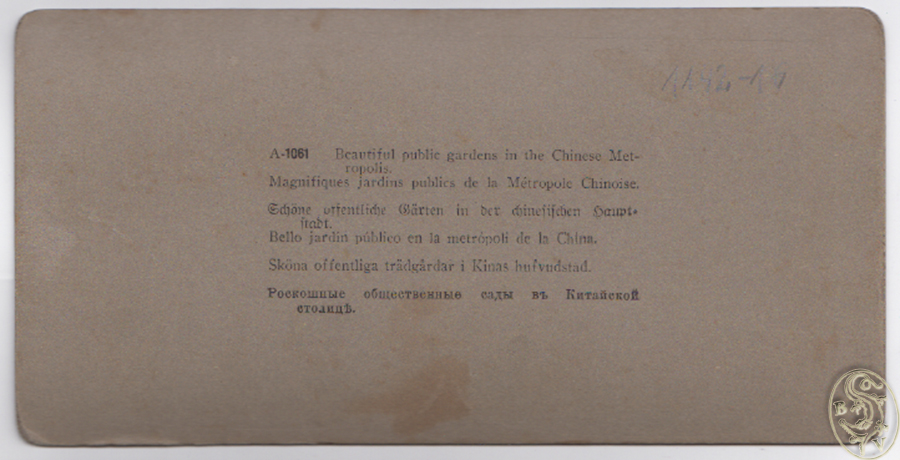 A-1061 Beautiful public gardens in the Chinese Met-
ropolis.
Magnifiques jardins publics de la Métropole Chinoise.
Schöne offentliche Gärten in der chinesischen Haupt-
stadt.
Bello jardin público en la metrópoli de la China.
Sköna offentliga trädgårdar i Kinas hufvudstad.
Роскошные общественные сады въ Китайской
столицѣ.